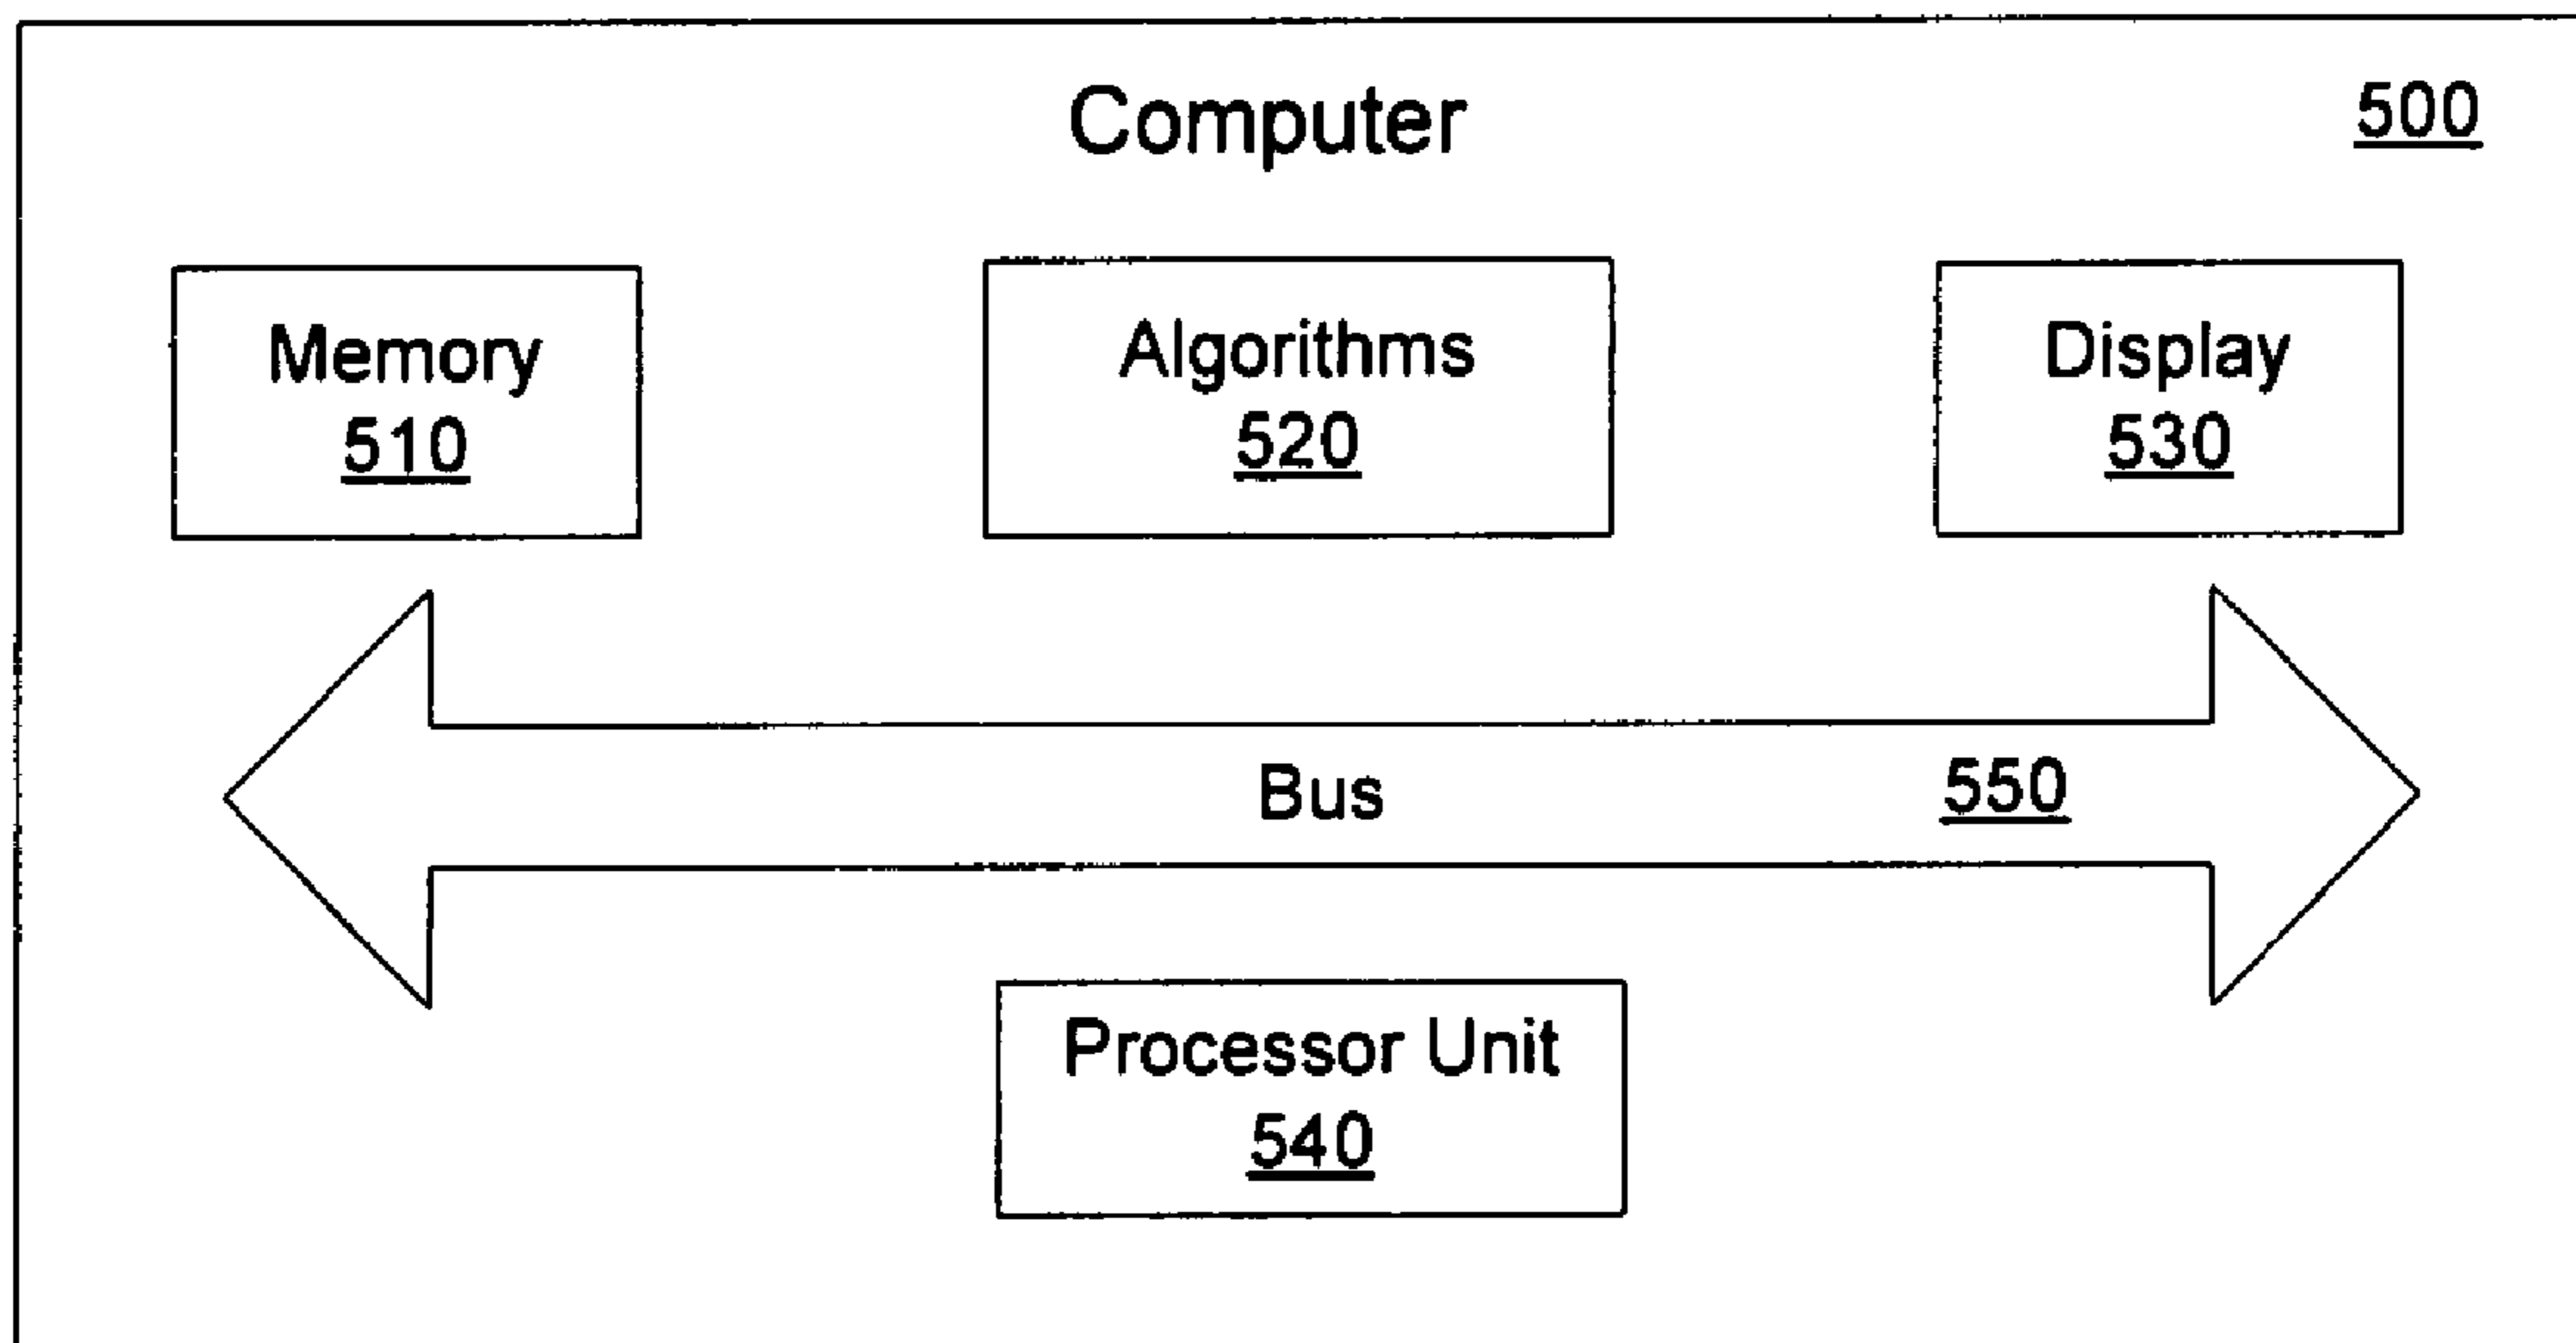 Computer
500
Memory
510
Algorithms
520
Display
530
Bus
550
Processor Unit
540